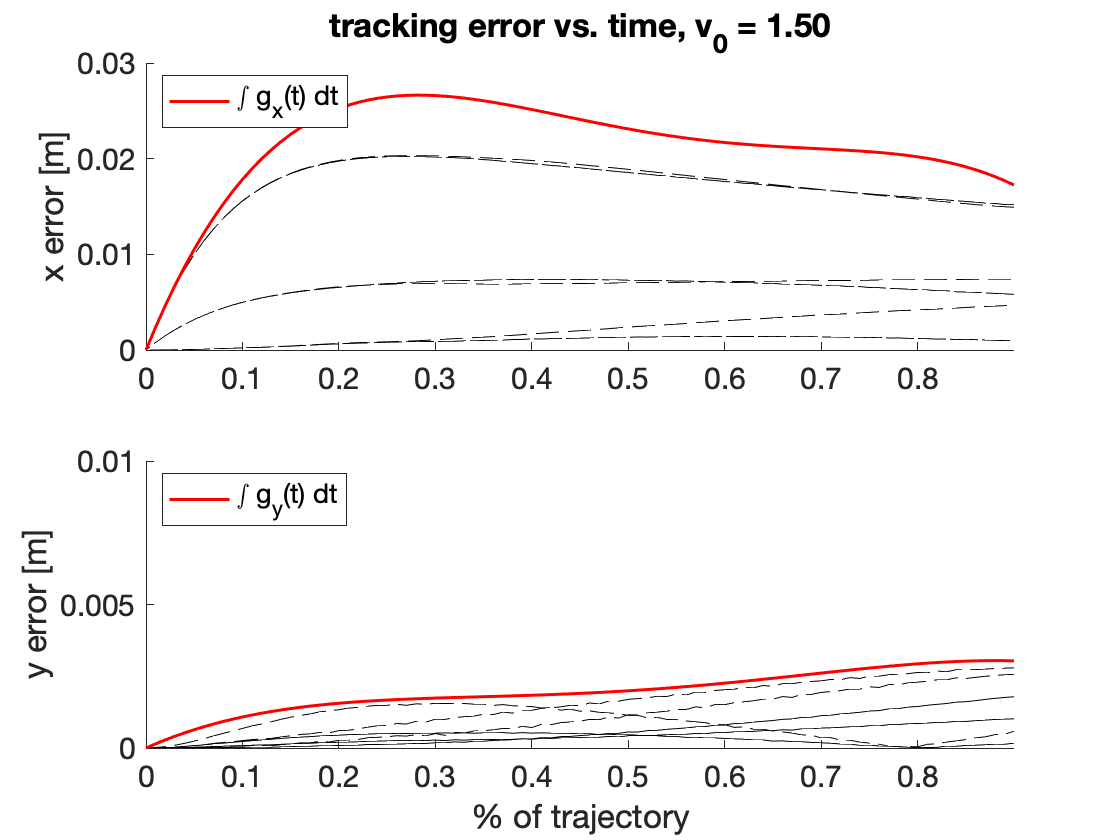 tracking error vs. time, v0 = 1.50
x error [m]
0.03
0.02
0.01
0
∫ gx(t) dt
0 0.1 0.2 0.3 0.4 0.5 0.6 0.7 0.8
y error [m]
0.01
0.005
0
∫ gy(t) dt
0 0.1 0.2 0.3 0.4 0.5 0.6 0.7 0.8
% of trajectory